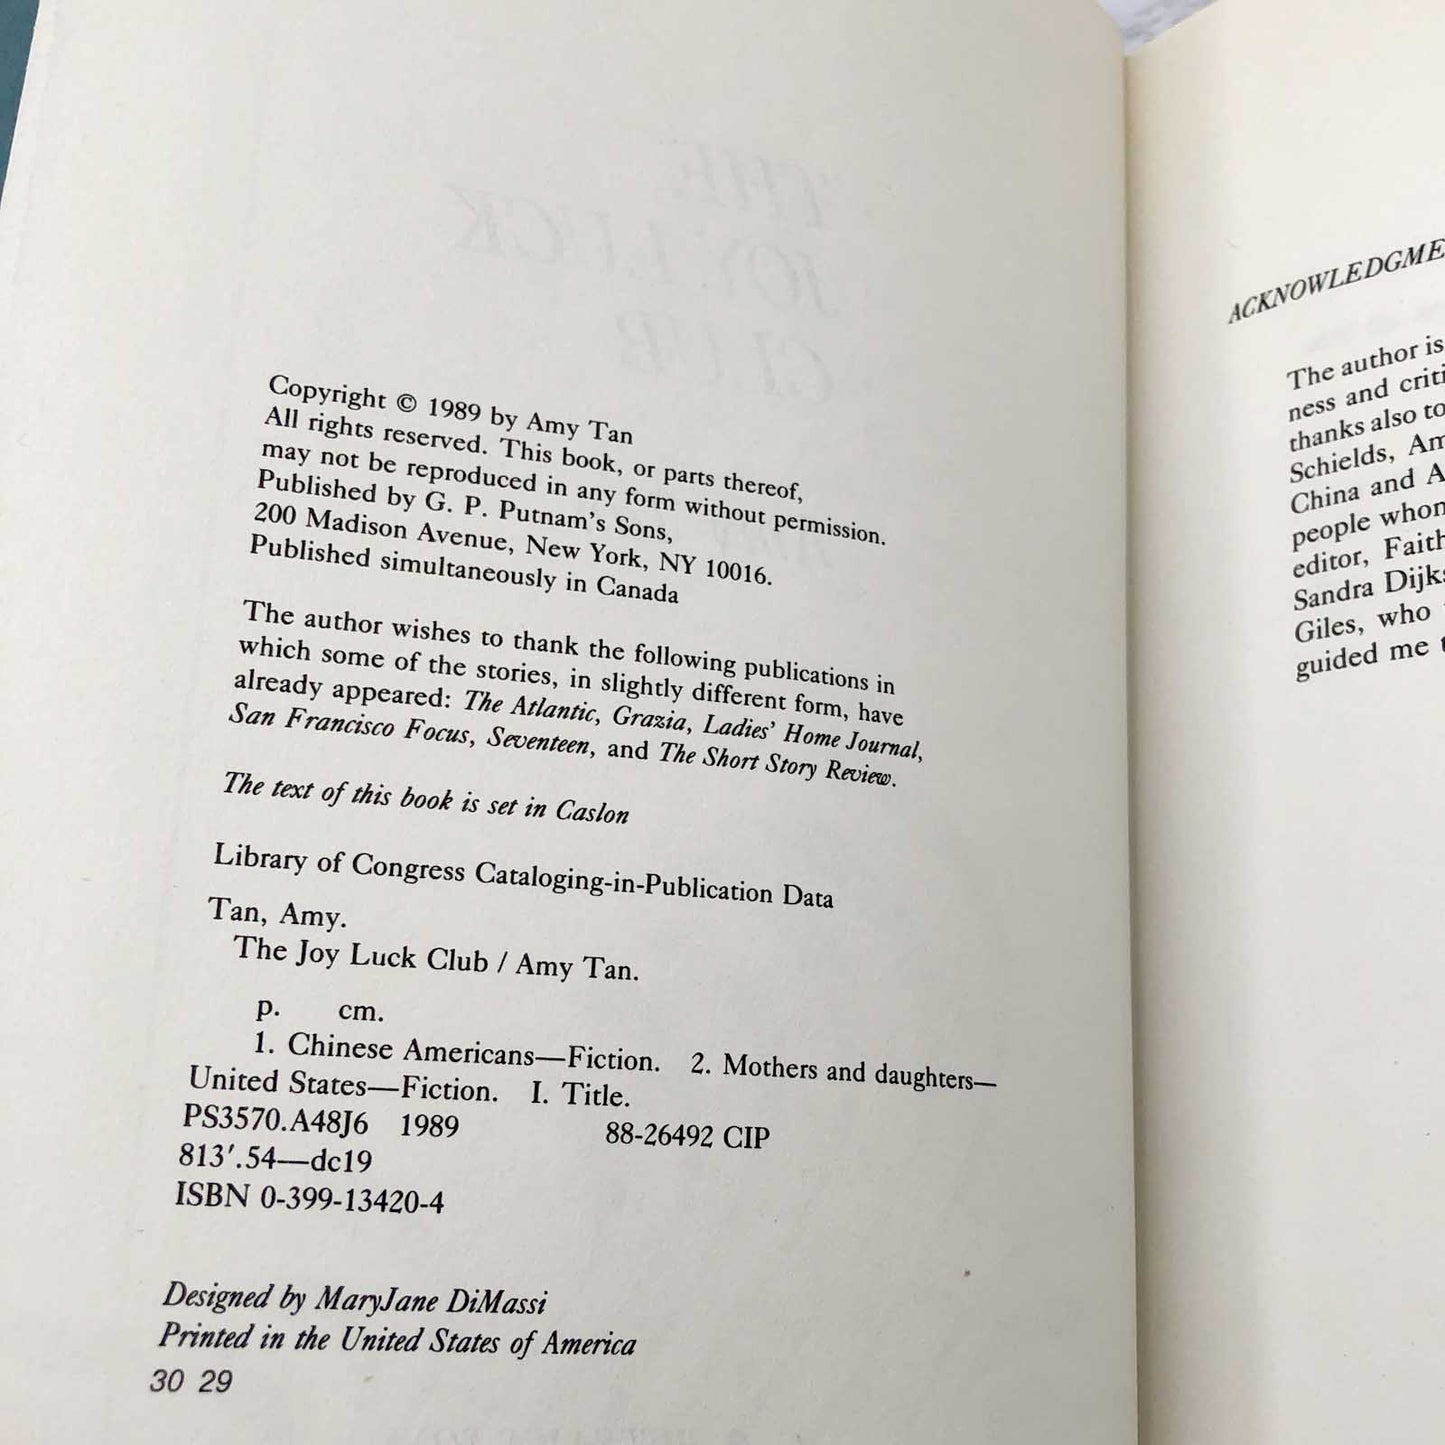 Copyright © 1989 by Amy Tan
All rights reserved. This book, or parts thereof,
may not be reproduced in any form without permission.
Published by G. P. Putnam's Sons,
200 Madison Avenue, New York, NY 10016.
Published simultaneously in Canada
The author wishes to thank the following publications in
which some of the stories, in slightly different form, have
already appeared: The Atlantic, Grazia, Ladies' Home Journal,
San Francisco Focus, Seventeen, and The Short Story Review.
The text of this book is set in Caslon
Library of Congress Cataloging-in-Publication Data
Tan, Amy.
The Joy Luck Club / Amy Tan.
p. cm.
1. Chinese Americans—Fiction. 2. Mothers and daughters—
United States—Fiction. I. Title.
PS3570.A48J6 1989 88-26492 CIP
813'.54—dc19
ISBN 0-399-13420-4
Designed by MaryJane DiMassi
Printed in the United States of America
30 29
ACKNOWLEDGME
The author is
ness and criti
thanks also to
Schields, Am
China and A
people whom
editor, Faith
Sandra Dijks
Giles, who
guided me t